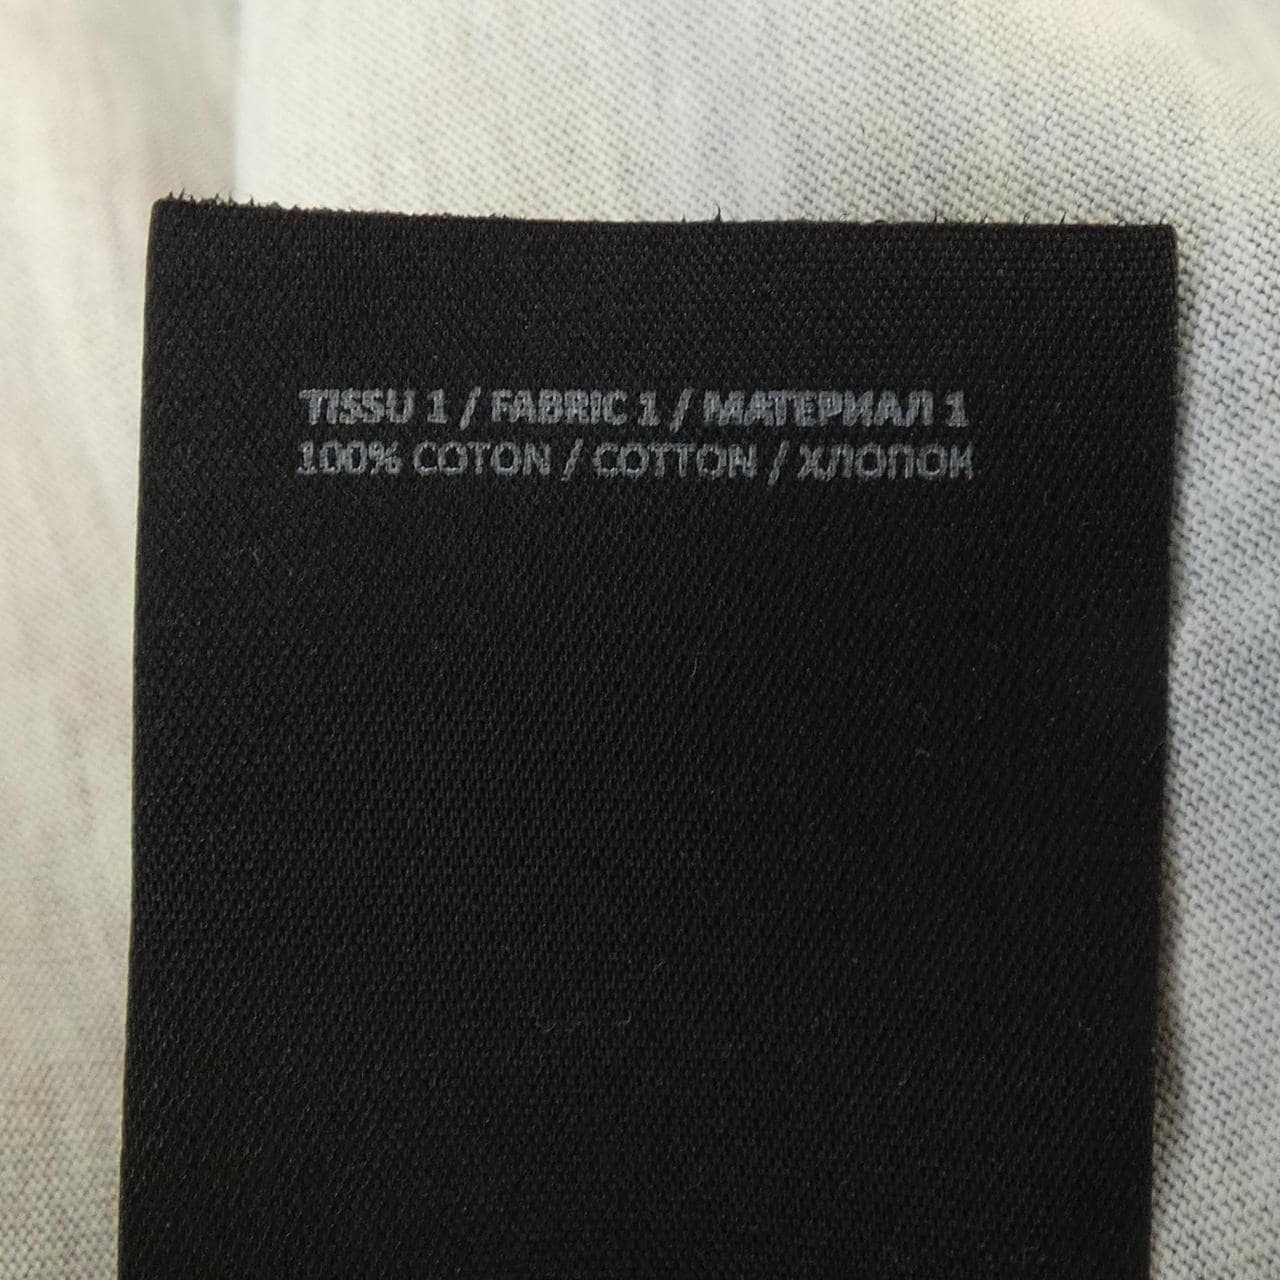 TISSU 1 / FABRIC 1 / МАТЕРИАЛ 1
100% COTON / COTTON / ХЛОПОК